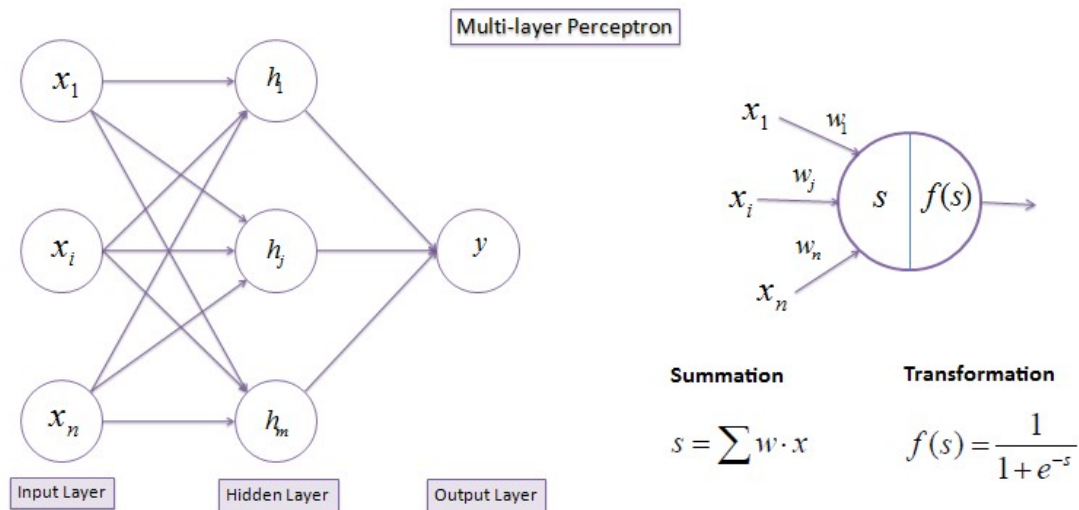 Multi-layer Perceptron
x₁
h₁
xᵢ
hⱼ
y
xₙ
hₘ
Input Layer
Hidden Layer
Output Layer
x₁
w₁
xᵢ
wⱼ
s
f(s)
wₙ
xₙ
Summation
Transformation
s = ∑ w · x
f(s) = 1 / (1 + e⁻ˢ)